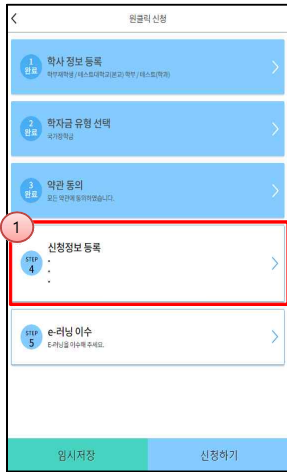 원클릭 신청
1
완료
학사 정보 등록
학부재학생 / 테스트대학교(본교) 학부 / 테스트(학과)
2
완료
학자금 유형 선택
국가장학금
3
완료
약관 동의
모든 약관에 동의하였습니다.
1
STEP
4
신청정보 등록
STEP
5
e-러닝 이수
E-러닝을 이수해 주세요.
임시저장
신청하기